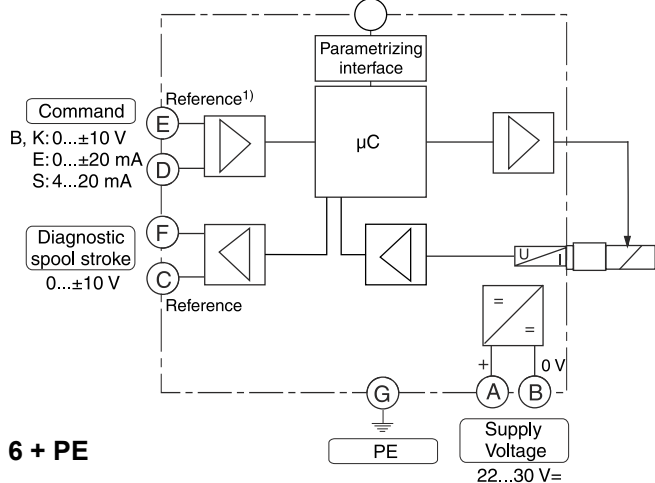 Parametrizing
interface
Reference¹⁾
Command
B, K: 0...±10 V
E: 0...±20 mA
S: 4...20 mA
E
D
µC
Diagnostic
spool stroke
0...±10 V
F
C
Reference
U
I
=
=
+
0 V
A
B
G
PE
Supply
Voltage
22...30 V=
6 + PE